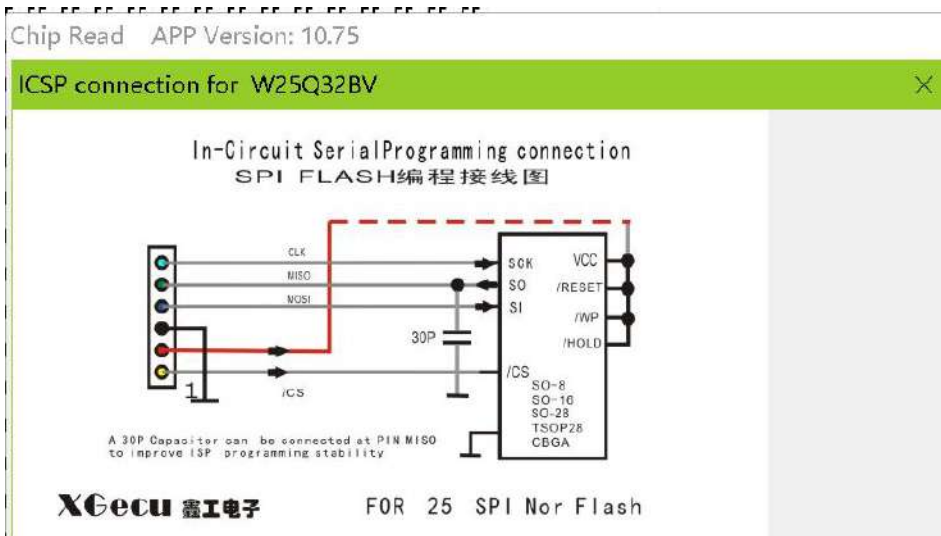 Chip Read APP Version: 10.75
ICSP connection for W25Q32BV
In-Circuit SerialProgramming connection
SPI FLASH编程接线图
CLK
MISO
MOSI
SCK
SO
SI
VCC
/RESET
/WP
/HOLD
30P
/CS
1
/CS
SO-8
SO-16
SO-28
TSOP28
CBGA
A 30P Capacitor can be connected at PIN MISO
to improve ISP programming stability
XGecu 鑫工电子
FOR 25 SPI Nor Flash